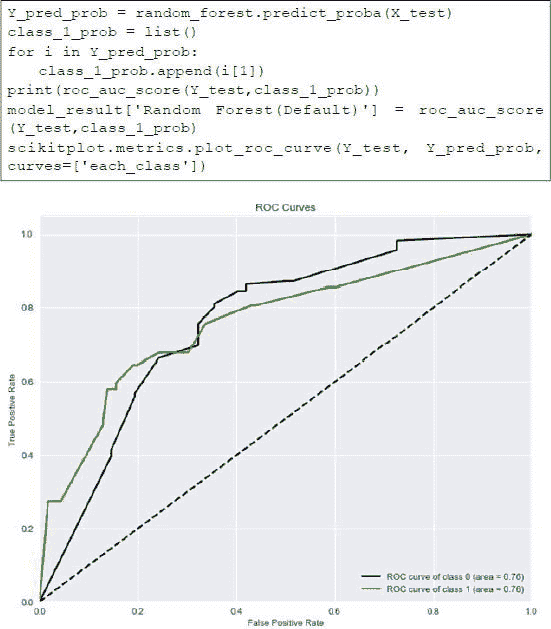 Y_pred_prob = random_forest.predict_proba(X_test)
class_1_prob = list()
for i in Y_pred_prob:
class_1_prob.append(i[1])
print(roc_auc_score(Y_test,class_1_prob))
model_result['Random Forest(Default)'] = roc_auc_score
(Y_test,class_1_prob)
scikitplot.metrics.plot_roc_curve(Y_test, Y_pred_prob,
curves=['each_class'])
ROC Curves
1.0
0.8
0.6
0.4
0.2
0.0
True Positive Rate
0.0 0.2 0.4 0.6 0.8 1.0
False Positive Rate
ROC curve of class 0 (area = 0.76)
ROC curve of class 1 (area = 0.76)